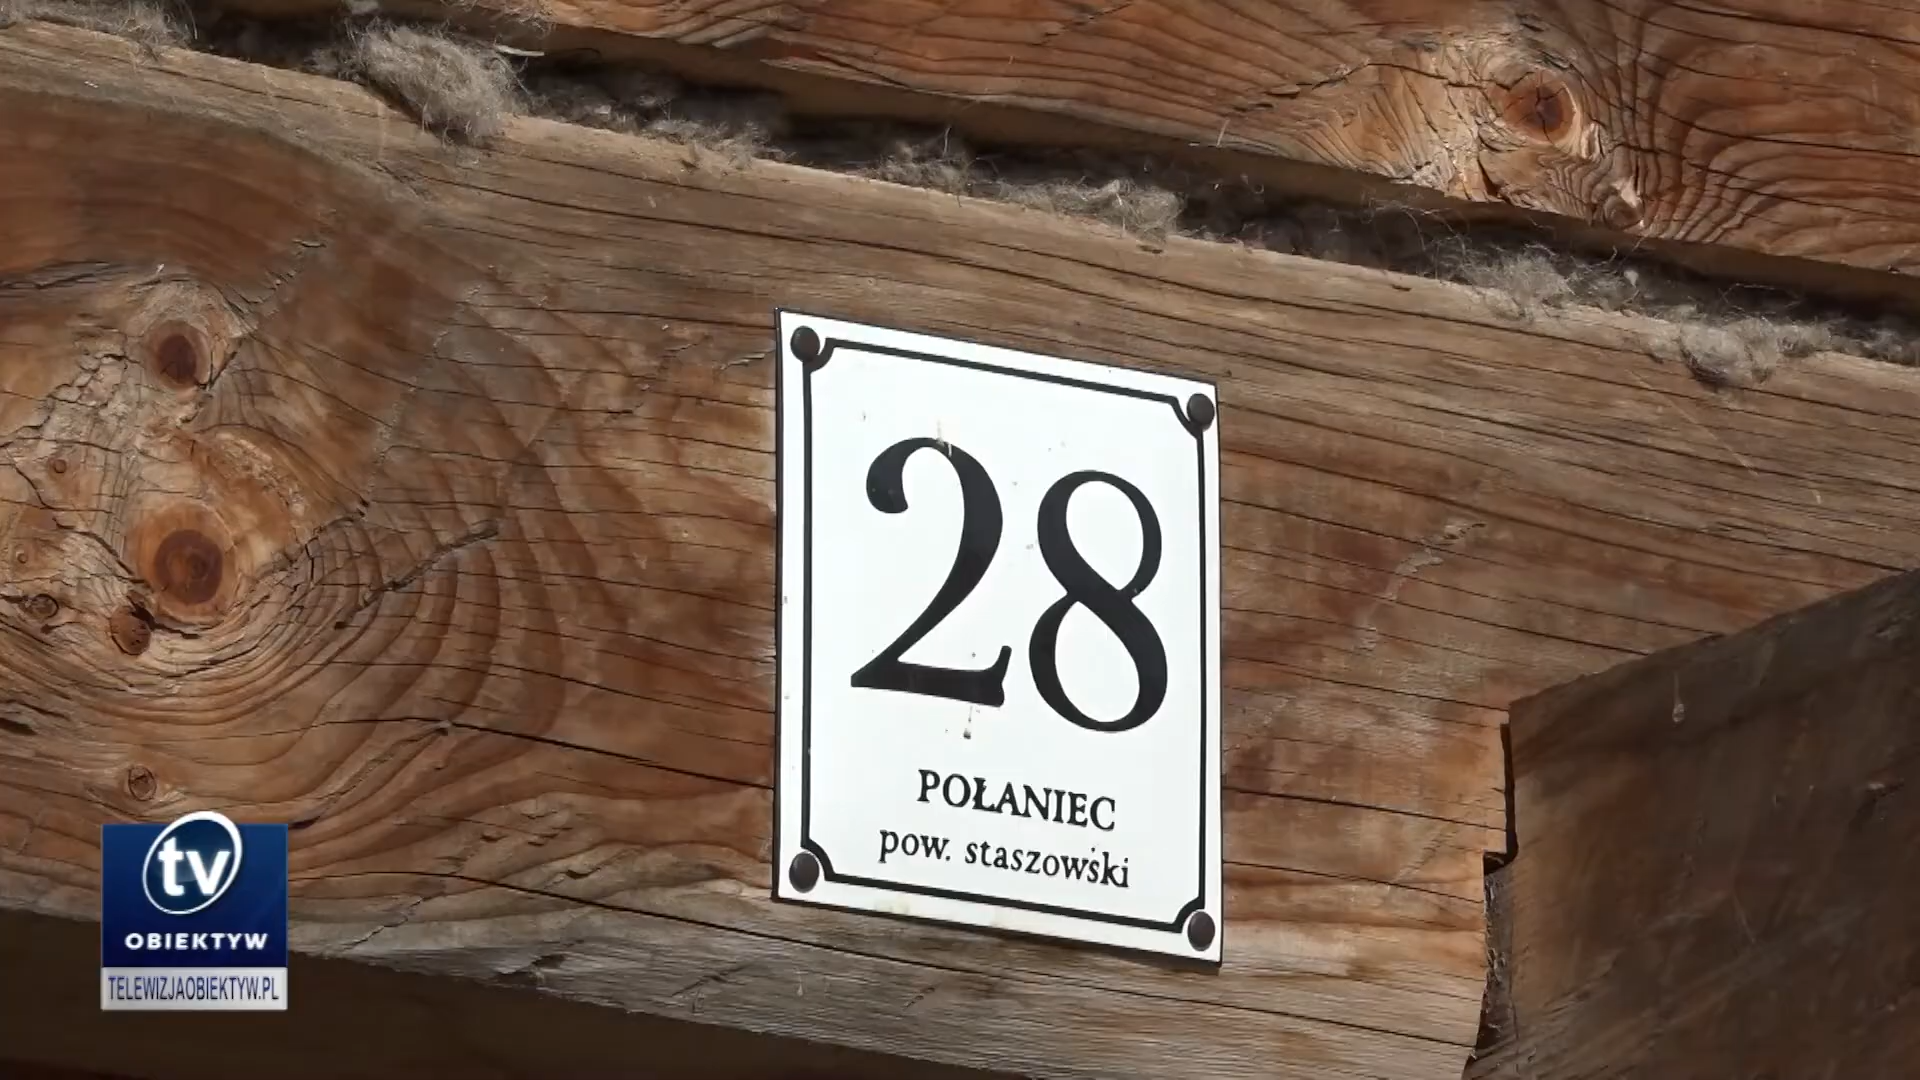 28
POŁANIEC
pow. staszowski
tv
OBIEKTYW
TELEWIZJAOBIEKTYW.PL